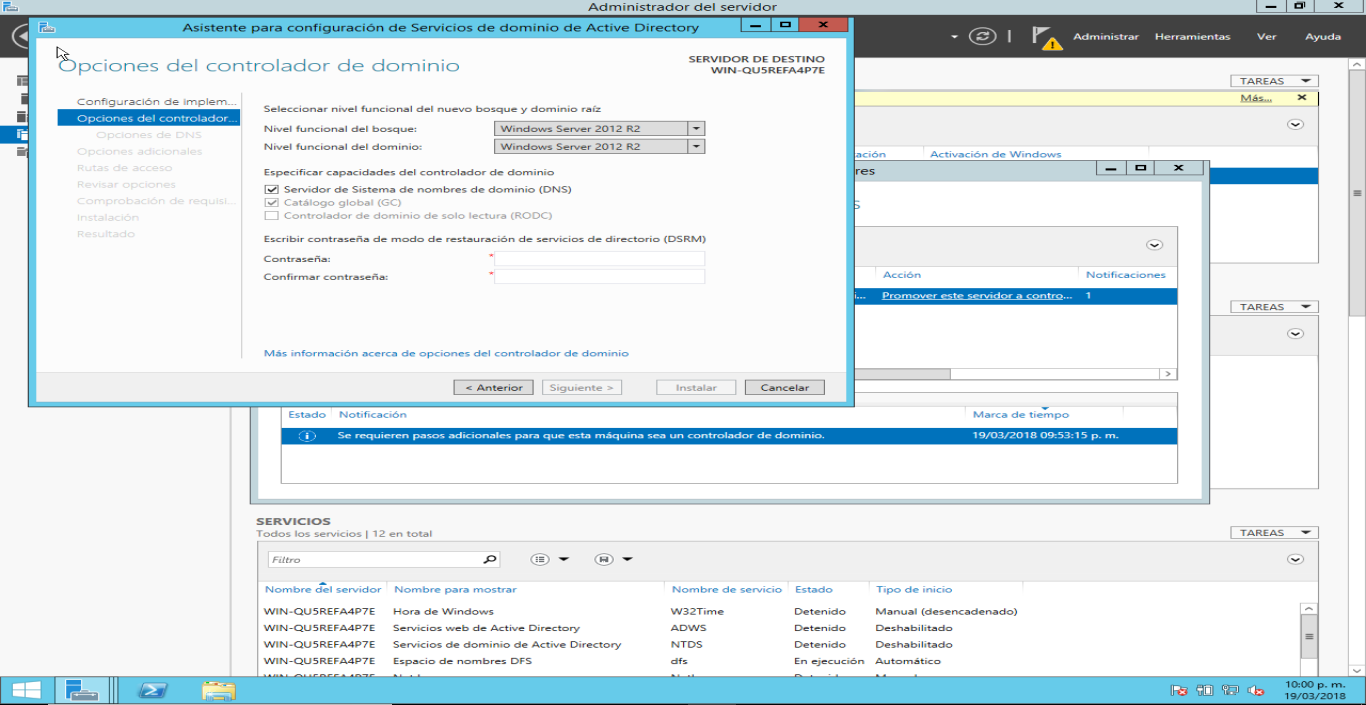 Administrador del servidor
Administrar Herramientas Ver Ayuda
Asistente para configuración de Servicios de dominio de Active Directory
Opciones del controlador de dominio
SERVIDOR DE DESTINO
WIN-QU5REFA4P7E
Configuración de implem...
Opciones del controlador...
Opciones de DNS
Opciones adicionales
Rutas de acceso
Revisar opciones
Comprobación de requisi...
Instalación
Resultado
Seleccionar nivel funcional del nuevo bosque y dominio raíz
Nivel funcional del bosque: Windows Server 2012 R2
Nivel funcional del dominio: Windows Server 2012 R2
Especificar capacidades del controlador de dominio
Servidor de Sistema de nombres de dominio (DNS)
Catálogo global (GC)
Controlador de dominio de solo lectura (RODC)
Escribir contraseña de modo de restauración de servicios de directorio (DSRM)
Contraseña: *
Confirmar contraseña: *
Más información acerca de opciones del controlador de dominio
< Anterior Siguiente > Instalar Cancelar
TAREAS
Más...
ación Activación de Windows
res
S
Acción Notificaciones
i... Promover este servidor a contro... 1
TAREAS
Estado Notificación Marca de tiempo
Se requieren pasos adicionales para que esta máquina sea un controlador de dominio. 19/03/2018 09:53:15 p. m.
SERVICIOS
Todos los servicios | 12 en total
TAREAS
Filtro
Nombre del servidor Nombre para mostrar Nombre de servicio Estado Tipo de inicio
WIN-QU5REFA4P7E Hora de Windows W32Time Detenido Manual (desencadenado)
WIN-QU5REFA4P7E Servicios web de Active Directory ADWS Detenido Deshabilitado
WIN-QU5REFA4P7E Servicios de dominio de Active Directory NTDS Detenido Deshabilitado
WIN-QU5REFA4P7E Espacio de nombres DFS dfs En ejecución Automático
10:00 p. m.
19/03/2018